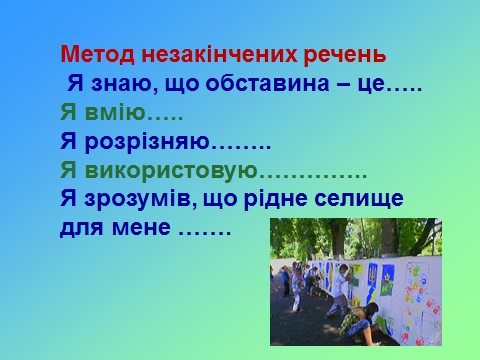 Метод незакінчених речень
Я знаю, що обставина – це…..
Я вмію…..
Я розрізняю……..
Я використовую…………..
Я зрозумів, що рідне селище
для мене …….